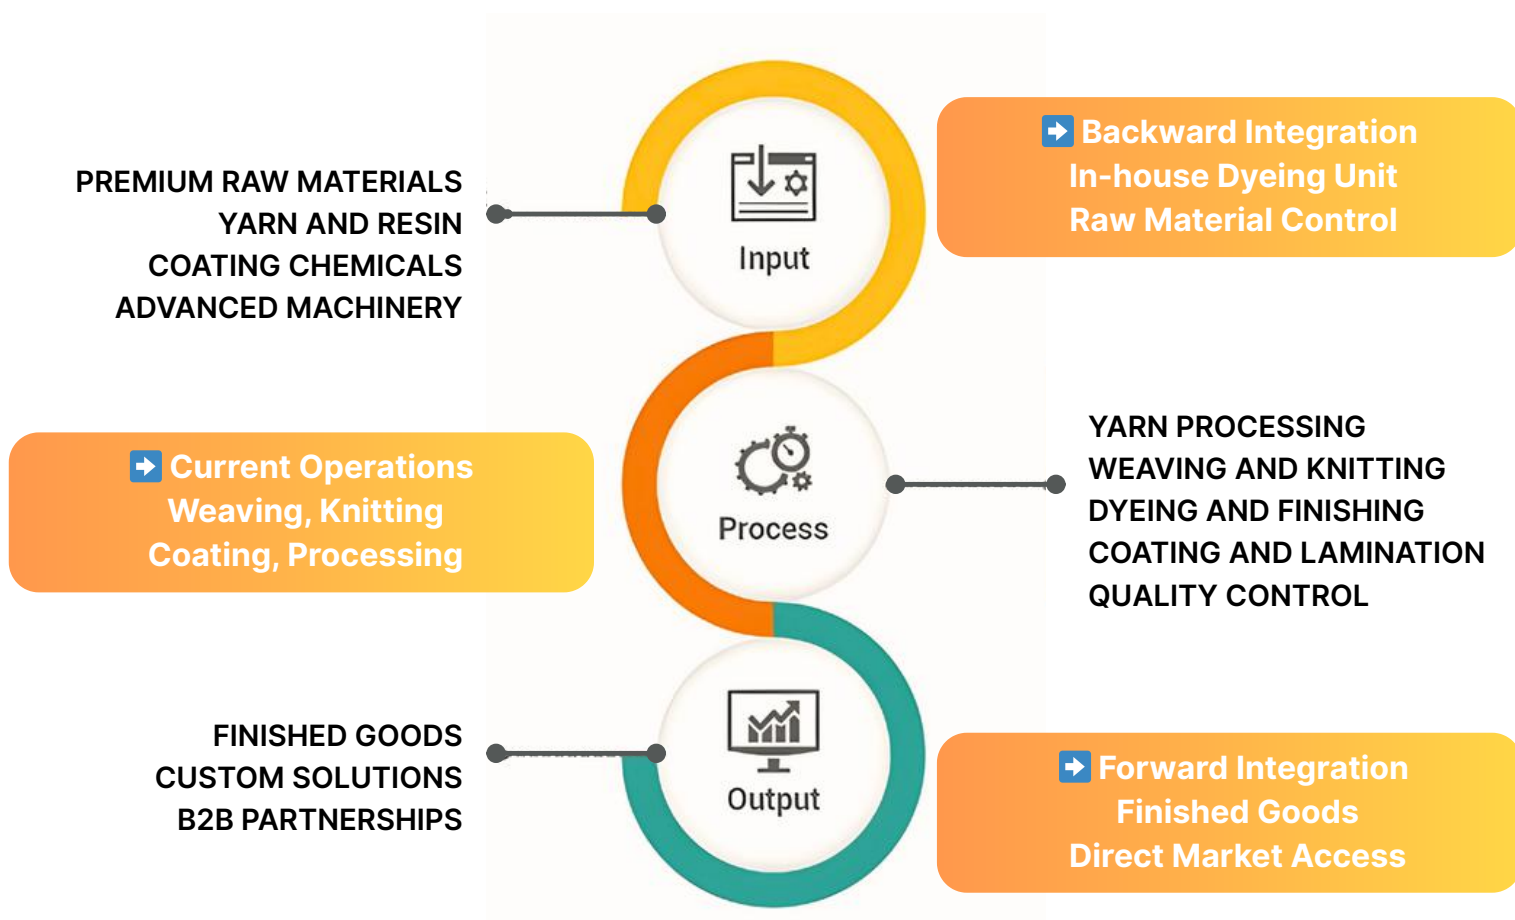 PREMIUM RAW MATERIALS
YARN AND RESIN
COATING CHEMICALS
ADVANCED MACHINERY
Input
➡ Backward Integration
In-house Dyeing Unit
Raw Material Control
➡ Current Operations
Weaving, Knitting
Coating, Processing
Process
YARN PROCESSING
WEAVING AND KNITTING
DYEING AND FINISHING
COATING AND LAMINATION
QUALITY CONTROL
FINISHED GOODS
CUSTOM SOLUTIONS
B2B PARTNERSHIPS
Output
➡ Forward Integration
Finished Goods
Direct Market Access